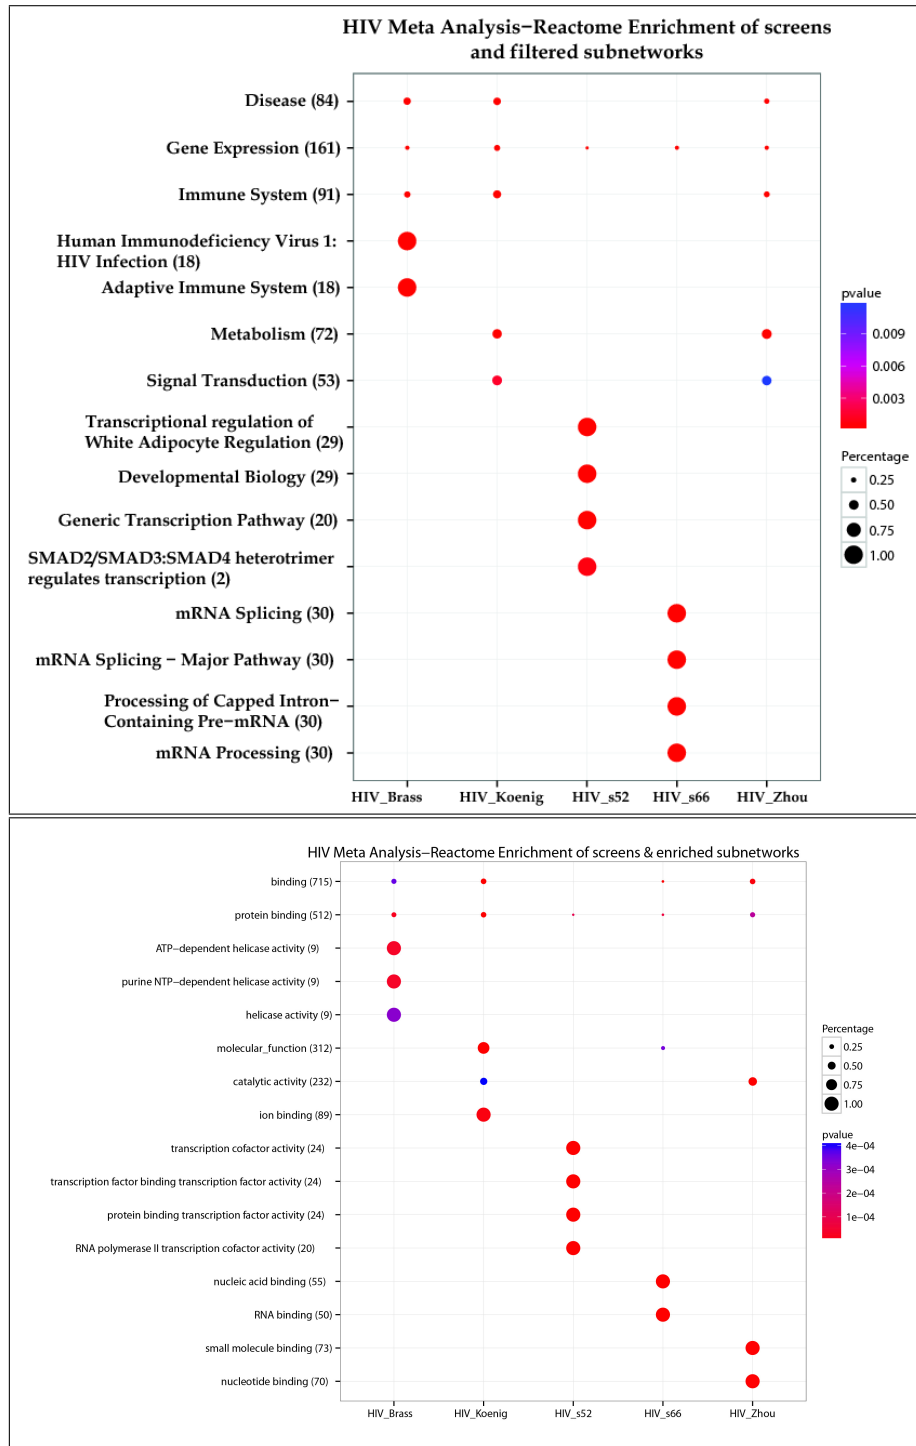 HIV Meta Analysis−Reactome Enrichment of screens
and filtered subnetworks
Disease (84)
Gene Expression (161)
Immune System (91)
Human Immunodeficiency Virus 1:
HIV Infection (18)
Adaptive Immune System (18)
Metabolism (72)
Signal Transduction (53)
Transcriptional regulation of
White Adipocyte Regulation (29)
Developmental Biology (29)
Generic Transcription Pathway (20)
SMAD2/SMAD3:SMAD4 heterotrimer
regulates transcription (2)
mRNA Splicing (30)
mRNA Splicing − Major Pathway (30)
Processing of Capped Intron−
Containing Pre−mRNA (30)
mRNA Processing (30)
HIV_Brass HIV_Koenig HIV_s52 HIV_s66 HIV_Zhou
pvalue
0.009
0.006
0.003
Percentage
0.25
0.50
0.75
1.00
HIV Meta Analysis−Reactome Enrichment of screens & enriched subnetworks
binding (715)
protein binding (512)
ATP−dependent helicase activity (9)
purine NTP−dependent helicase activity (9)
helicase activity (9)
molecular_function (312)
catalytic activity (232)
ion binding (89)
transcription cofactor activity (24)
transcription factor binding transcription factor activity (24)
protein binding transcription factor activity (24)
RNA polymerase II transcription cofactor activity (20)
nucleic acid binding (55)
RNA binding (50)
small molecule binding (73)
nucleotide binding (70)
HIV_Brass HIV_Koenig HIV_s52 HIV_s66 HIV_Zhou
Percentage
0.25
0.50
0.75
1.00
pvalue
4e−04
3e−04
2e−04
1e−04